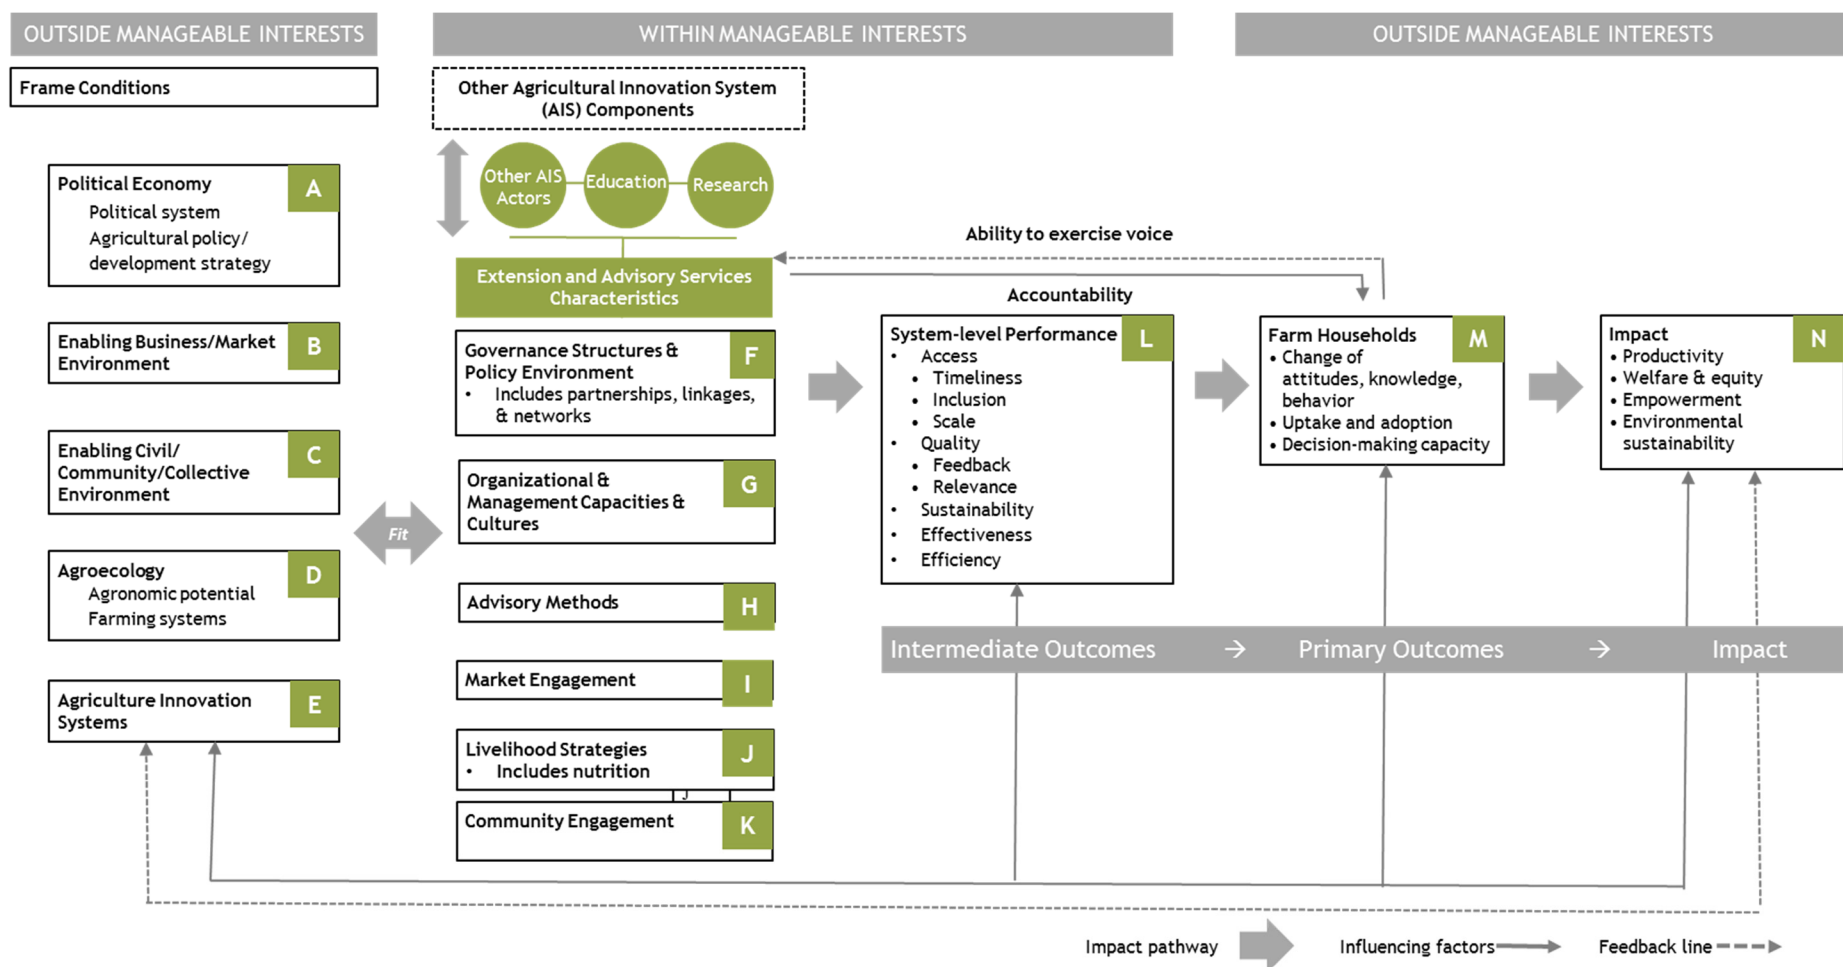 OUTSIDE MANAGEABLE INTERESTS
WITHIN MANAGEABLE INTERESTS
OUTSIDE MANAGEABLE INTERESTS
Frame Conditions
Political Economy
A
Political system
Agricultural policy/
development strategy
Enabling Business/Market
Environment
B
Enabling Civil/
Community/Collective
Environment
C
Agroecology
D
Agronomic potential
Farming systems
Agriculture Innovation
Systems
E
Fit
Other Agricultural Innovation System
(AIS) Components
Other AIS
Actors
Education
Research
Extension and Advisory Services
Characteristics
Governance Structures &
Policy Environment
F
• Includes partnerships, linkages,
& networks
Organizational &
Management Capacities &
Cultures
G
Advisory Methods
H
Market Engagement
I
Livelihood Strategies
J
• Includes nutrition
J
Community Engagement
K
Ability to exercise voice
Accountability
System-level Performance
L
• Access
• Timeliness
• Inclusion
• Scale
• Quality
• Feedback
• Relevance
• Sustainability
• Effectiveness
• Efficiency
Farm Households
M
• Change of
attitudes, knowledge,
behavior
• Uptake and adoption
• Decision-making capacity
Impact
N
• Productivity
• Welfare & equity
• Empowerment
• Environmental
sustainability
Intermediate Outcomes → Primary Outcomes → Impact
Impact pathway
Influencing factors
Feedback line